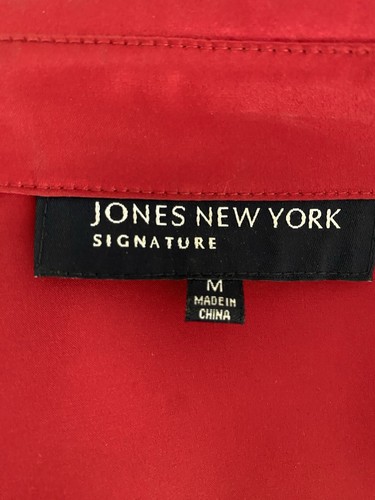 JONES NEW YORK
SIGNATURE
M
MADE IN
CHINA